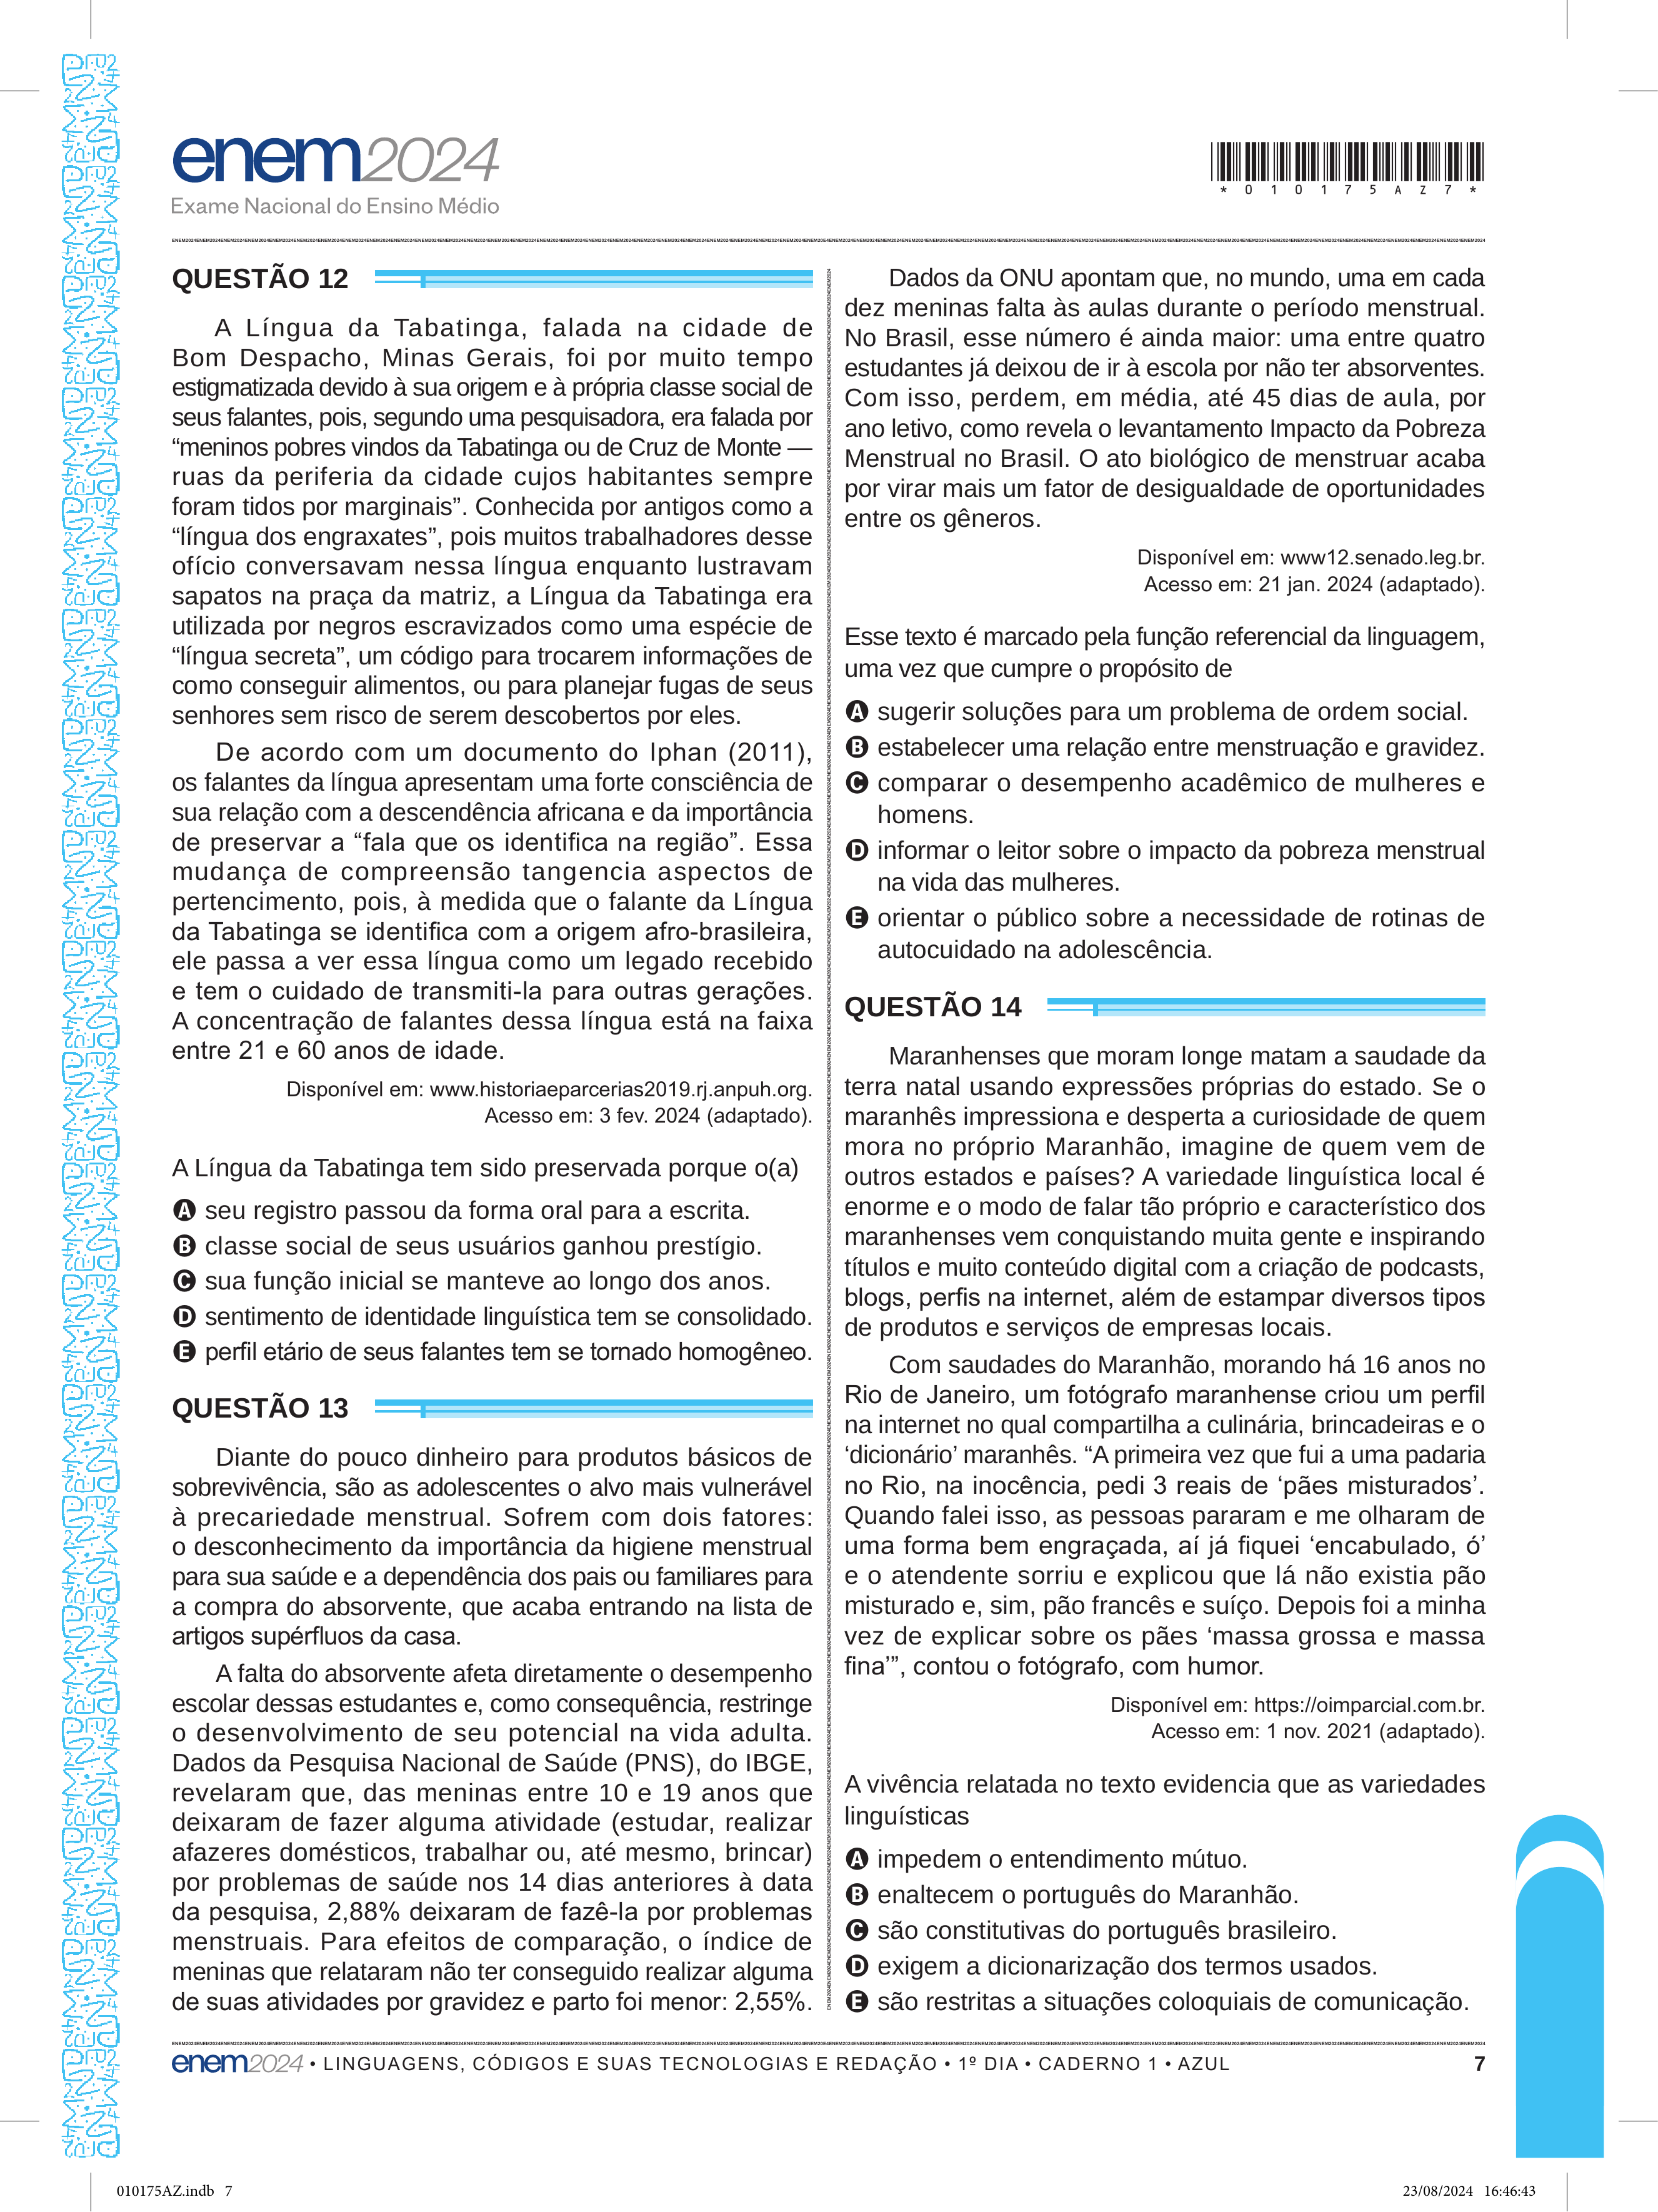 enem2024
Exame Nacional do Ensino Médio
*010175AZ7*
QUESTÃO 12
A Língua da Tabatinga, falada na cidade de
Bom Despacho, Minas Gerais, foi por muito tempo
estigmatizada devido à sua origem e à própria classe social de
seus falantes, pois, segundo uma pesquisadora, era falada por
“meninos pobres vindos da Tabatinga ou de Cruz de Monte —
ruas da periferia da cidade cujos habitantes sempre
foram tidos por marginais”. Conhecida por antigos como a
“língua dos engraxates”, pois muitos trabalhadores desse
ofício conversavam nessa língua enquanto lustravam
sapatos na praça da matriz, a Língua da Tabatinga era
utilizada por negros escravizados como uma espécie de
“língua secreta”, um código para trocarem informações de
como conseguir alimentos, ou para planejar fugas de seus
senhores sem risco de serem descobertos por eles.
De acordo com um documento do Iphan (2011),
os falantes da língua apresentam uma forte consciência de
sua relação com a descendência africana e da importância
de preservar a “fala que os identifica na região”. Essa
mudança de compreensão tangencia aspectos de
pertencimento, pois, à medida que o falante da Língua
da Tabatinga se identifica com a origem afro-brasileira,
ele passa a ver essa língua como um legado recebido
e tem o cuidado de transmiti-la para outras gerações.
A concentração de falantes dessa língua está na faixa
entre 21 e 60 anos de idade.
Disponível em: www.historiaeparcerias2019.rj.anpuh.org.
Acesso em: 3 fev. 2024 (adaptado).
A Língua da Tabatinga tem sido preservada porque o(a)
A seu registro passou da forma oral para a escrita.
B classe social de seus usuários ganhou prestígio.
C sua função inicial se manteve ao longo dos anos.
D sentimento de identidade linguística tem se consolidado.
E perfil etário de seus falantes tem se tornado homogêneo.
QUESTÃO 13
Diante do pouco dinheiro para produtos básicos de
sobrevivência, são as adolescentes o alvo mais vulnerável
à precariedade menstrual. Sofrem com dois fatores:
o desconhecimento da importância da higiene menstrual
para sua saúde e a dependência dos pais ou familiares para
a compra do absorvente, que acaba entrando na lista de
artigos supérfluos da casa.
A falta do absorvente afeta diretamente o desempenho
escolar dessas estudantes e, como consequência, restringe
o desenvolvimento de seu potencial na vida adulta.
Dados da Pesquisa Nacional de Saúde (PNS), do IBGE,
revelaram que, das meninas entre 10 e 19 anos que
deixaram de fazer alguma atividade (estudar, realizar
afazeres domésticos, trabalhar ou, até mesmo, brincar)
por problemas de saúde nos 14 dias anteriores à data
da pesquisa, 2,88% deixaram de fazê-la por problemas
menstruais. Para efeitos de comparação, o índice de
meninas que relataram não ter conseguido realizar alguma
de suas atividades por gravidez e parto foi menor: 2,55%.
Dados da ONU apontam que, no mundo, uma em cada
dez meninas falta às aulas durante o período menstrual.
No Brasil, esse número é ainda maior: uma entre quatro
estudantes já deixou de ir à escola por não ter absorventes.
Com isso, perdem, em média, até 45 dias de aula, por
ano letivo, como revela o levantamento Impacto da Pobreza
Menstrual no Brasil. O ato biológico de menstruar acaba
por virar mais um fator de desigualdade de oportunidades
entre os gêneros.
Disponível em: www12.senado.leg.br.
Acesso em: 21 jan. 2024 (adaptado).
Esse texto é marcado pela função referencial da linguagem,
uma vez que cumpre o propósito de
A sugerir soluções para um problema de ordem social.
B estabelecer uma relação entre menstruação e gravidez.
C comparar o desempenho acadêmico de mulheres e
homens.
D informar o leitor sobre o impacto da pobreza menstrual
na vida das mulheres.
E orientar o público sobre a necessidade de rotinas de
autocuidado na adolescência.
QUESTÃO 14
Maranhenses que moram longe matam a saudade da
terra natal usando expressões próprias do estado. Se o
maranhês impressiona e desperta a curiosidade de quem
mora no próprio Maranhão, imagine de quem vem de
outros estados e países? A variedade linguística local é
enorme e o modo de falar tão próprio e característico dos
maranhenses vem conquistando muita gente e inspirando
títulos e muito conteúdo digital com a criação de podcasts,
blogs, perfis na internet, além de estampar diversos tipos
de produtos e serviços de empresas locais.
Com saudades do Maranhão, morando há 16 anos no
Rio de Janeiro, um fotógrafo maranhense criou um perfil
na internet no qual compartilha a culinária, brincadeiras e o
‘dicionário’ maranhês. “A primeira vez que fui a uma padaria
no Rio, na inocência, pedi 3 reais de ‘pães misturados’.
Quando falei isso, as pessoas pararam e me olharam de
uma forma bem engraçada, aí já fiquei ‘encabulado, ó’
e o atendente sorriu e explicou que lá não existia pão
misturado e, sim, pão francês e suíço. Depois foi a minha
vez de explicar sobre os pães ‘massa grossa e massa
fina’”, contou o fotógrafo, com humor.
Disponível em: https://oimparcial.com.br.
Acesso em: 1 nov. 2021 (adaptado).
A vivência relatada no texto evidencia que as variedades
linguísticas
A impedem o entendimento mútuo.
B enaltecem o português do Maranhão.
C são constitutivas do português brasileiro.
D exigem a dicionarização dos termos usados.
E são restritas a situações coloquiais de comunicação.
enem2024 • LINGUAGENS, CÓDIGOS E SUAS TECNOLOGIAS E REDAÇÃO • 1º DIA • CADERNO 1 • AZUL 7
010175AZ.indb 7 23/08/2024 16:46:43